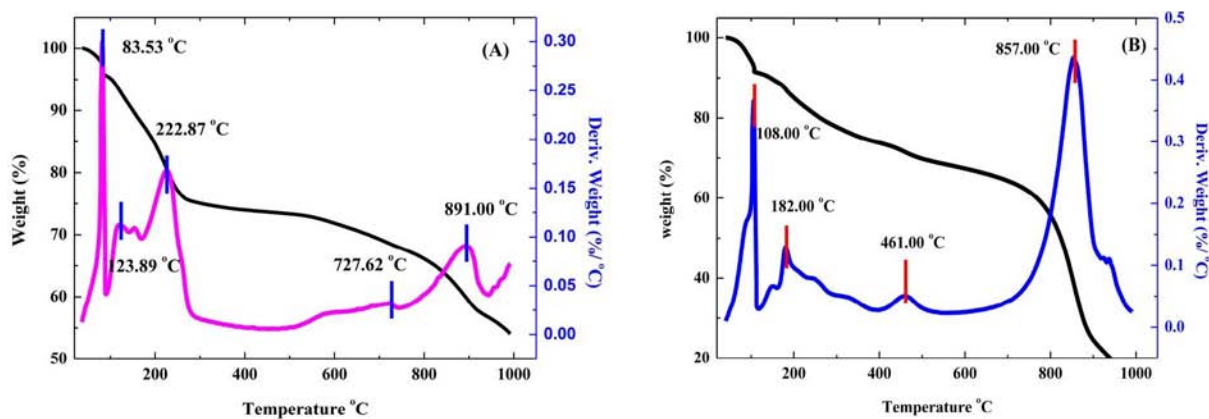 (A)
83.53 °C
222.87 °C
123.89 °C
727.62 °C
891.00 °C
100
90
80
70
60
50
Weight (%)
0.30
0.25
0.20
0.15
0.10
0.05
0.00
Deriv. Weight (%/ °C)
200 400 600 800 1000
Temperature °C
(B)
857.00 °C
108.00 °C
182.00 °C
461.00 °C
100
80
60
40
20
weight (%)
0.5
0.4
0.3
0.2
0.1
0.0
Deriv. Weight (%/ °C)
200 400 600 800 1000
Temperature °C